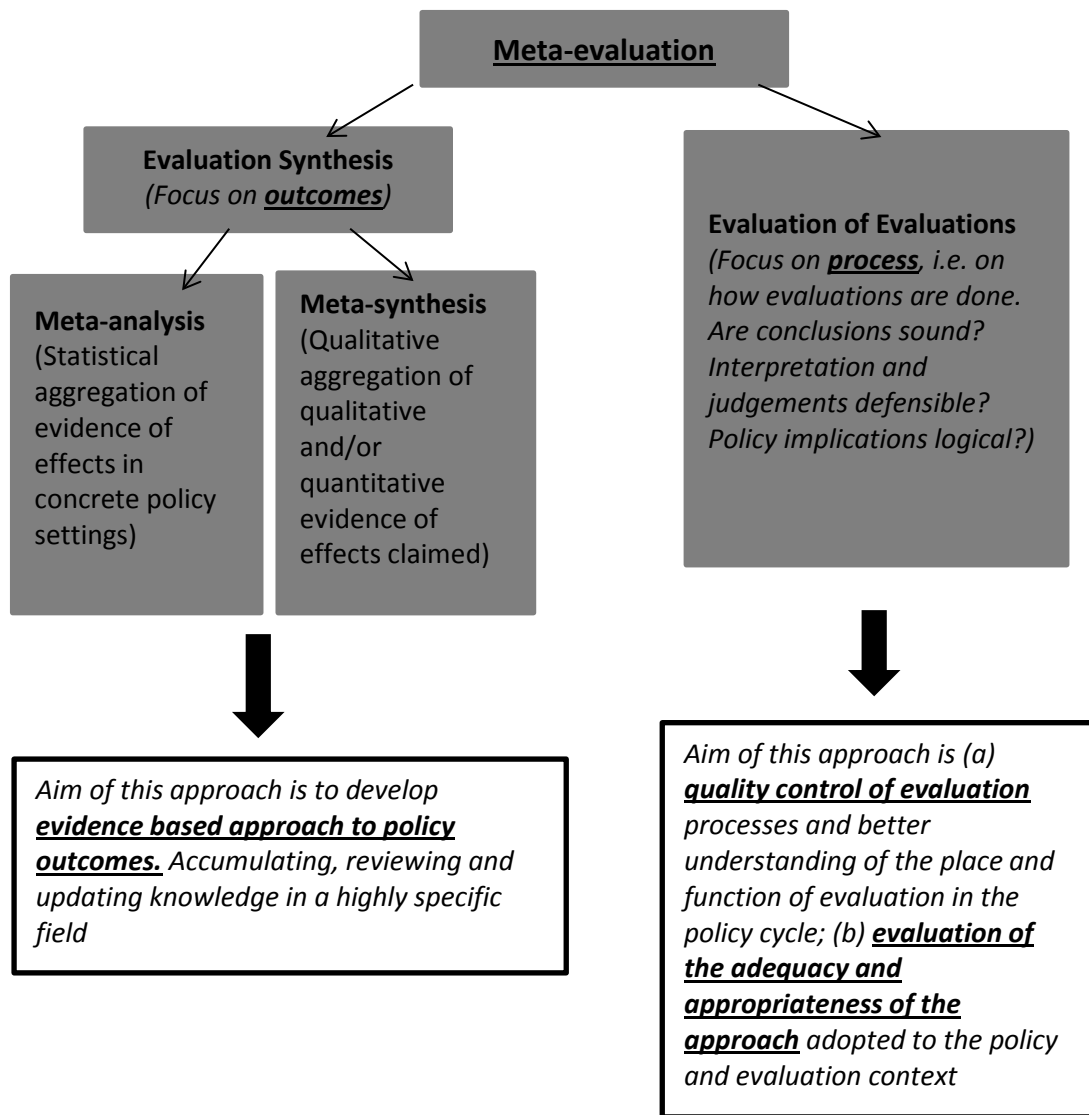 Meta-evaluation
Evaluation Synthesis
(Focus on outcomes)
Meta-analysis
(Statistical
aggregation of
evidence of
effects in
concrete policy
settings)
Meta-synthesis
(Qualitative
aggregation of
qualitative
and/or
quantitative
evidence of
effects claimed)
Evaluation of Evaluations
(Focus on process, i.e. on
how evaluations are done.
Are conclusions sound?
Interpretation and
judgements defensible?
Policy implications logical?)
Aim of this approach is to develop
evidence based approach to policy
outcomes. Accumulating, reviewing and
updating knowledge in a highly specific
field
Aim of this approach is (a)
quality control of evaluation
processes and better
understanding of the place and
function of evaluation in the
policy cycle; (b) evaluation of
the adequacy and
appropriateness of the
approach adopted to the policy
and evaluation context